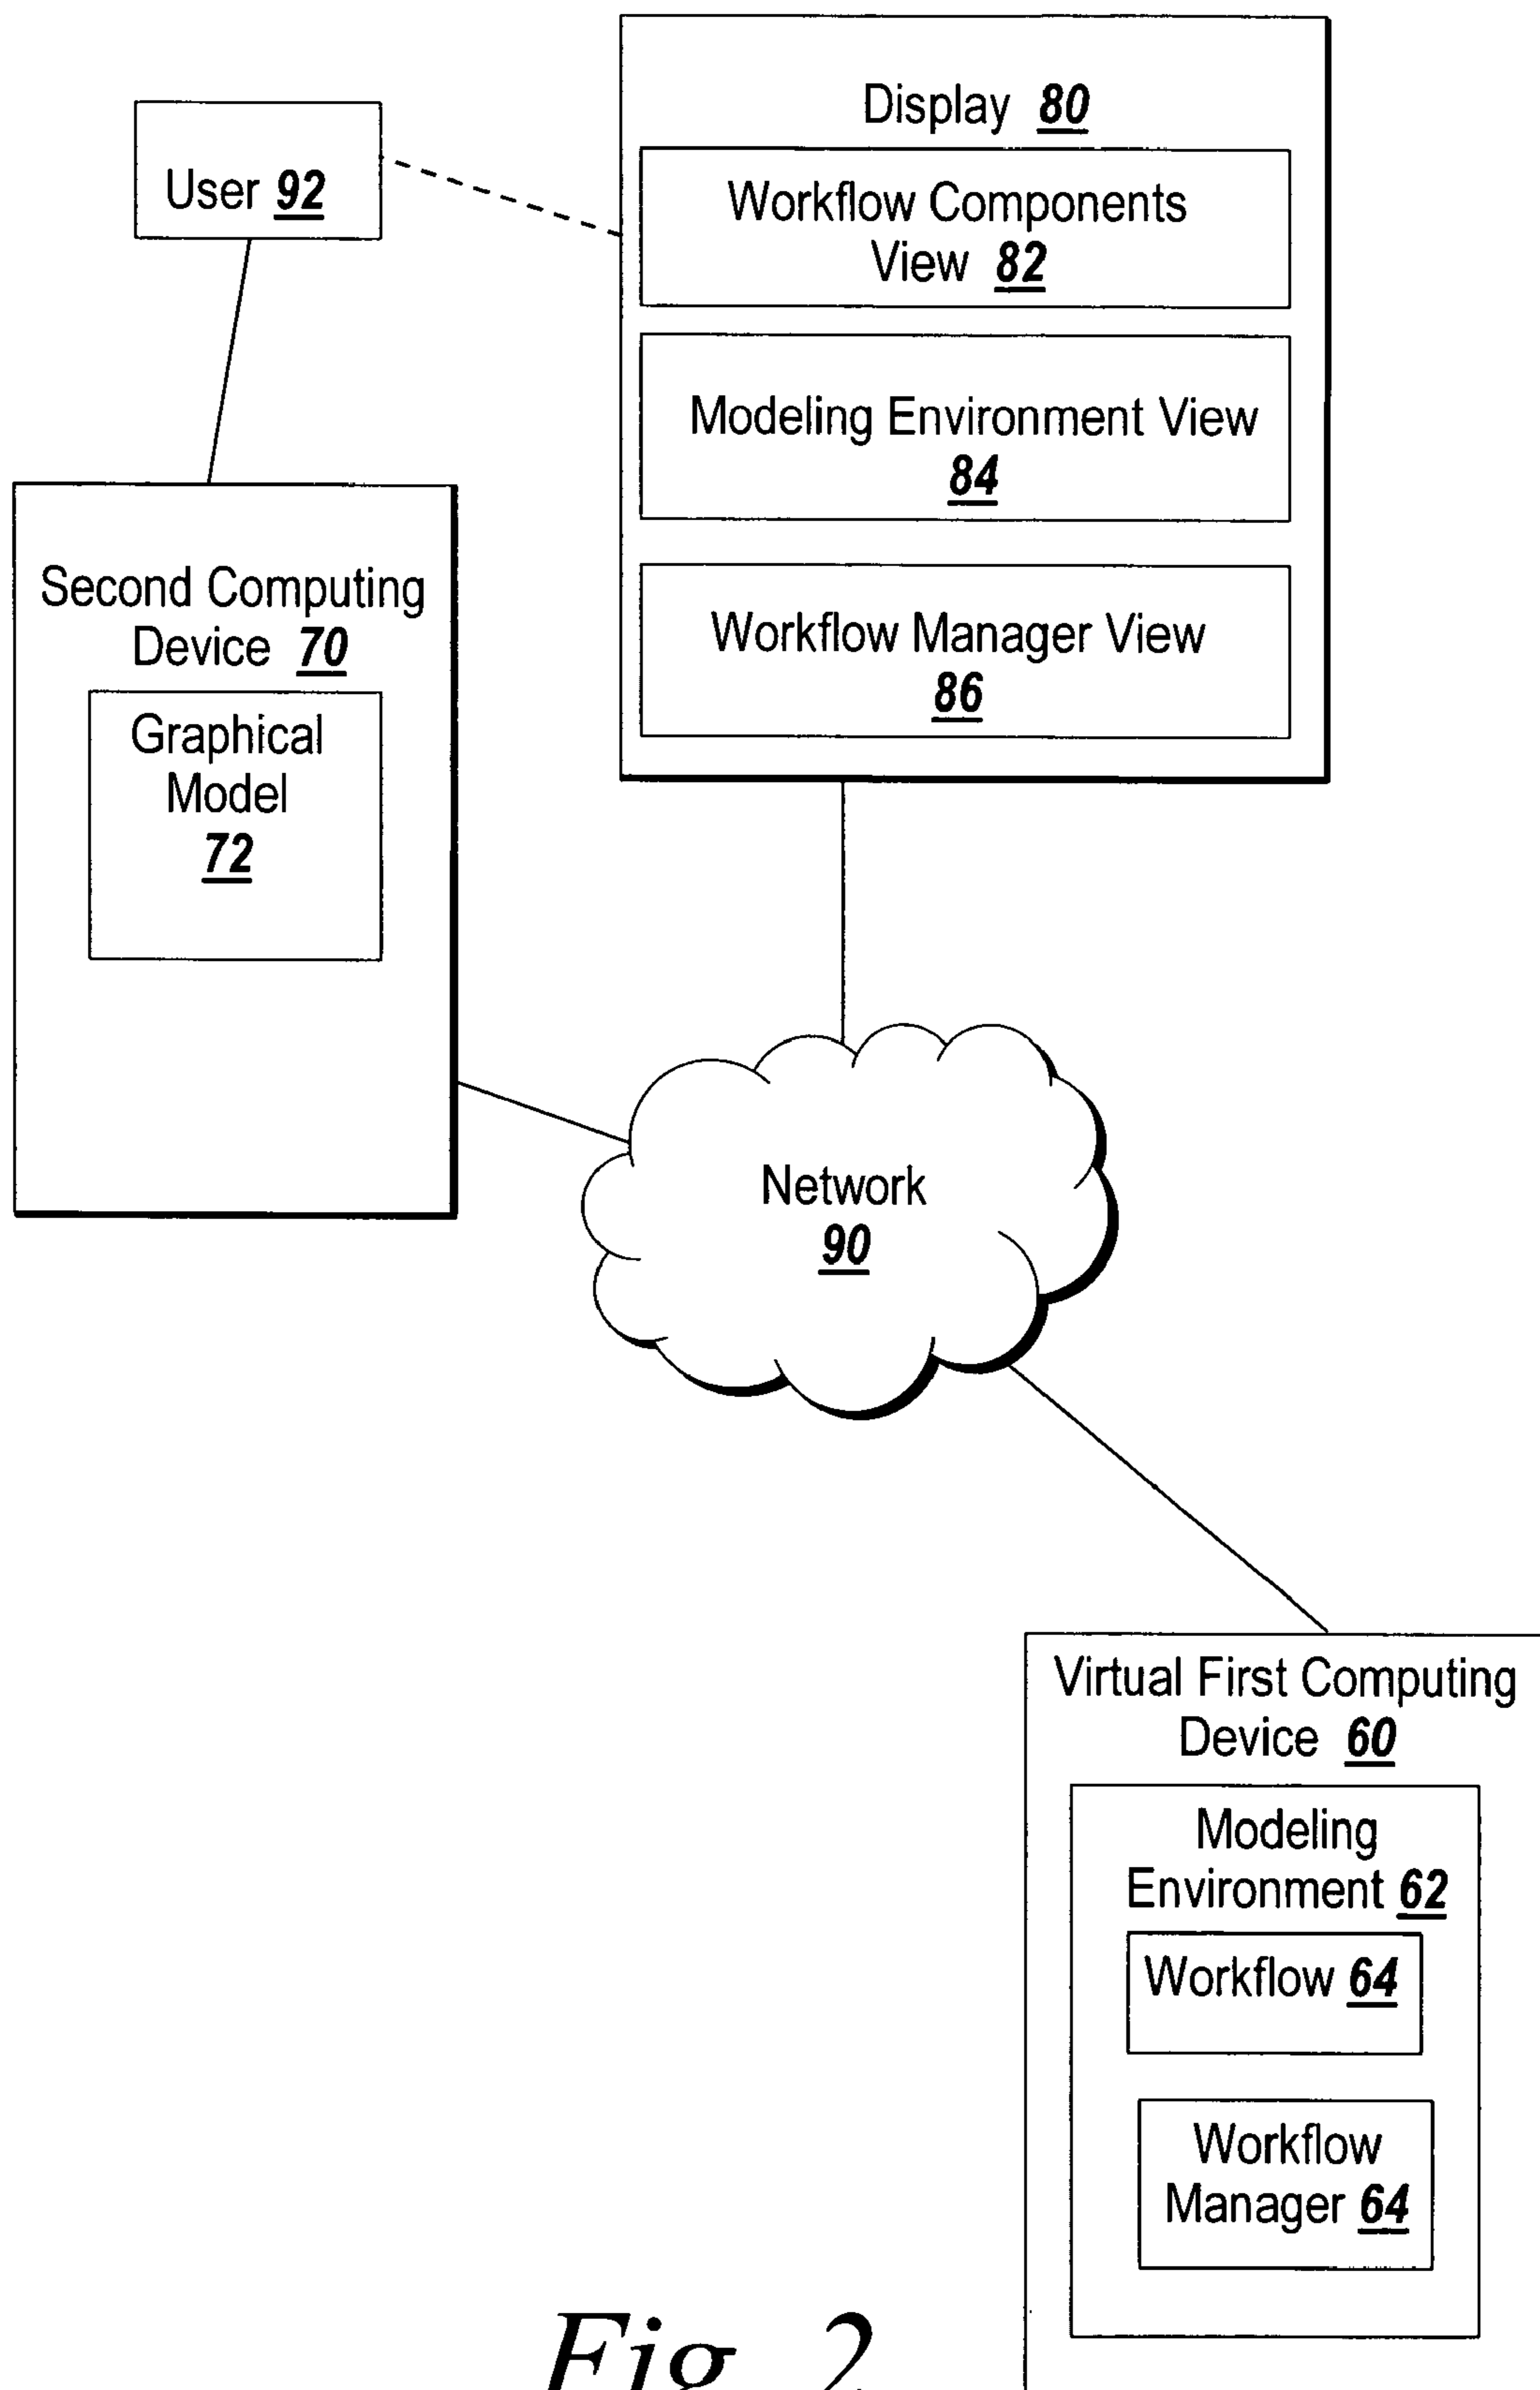 Display 80
User 92
Workflow Components
View 82
Modeling Environment View
84
Second Computing
Device 70
Workflow Manager View
86
Graphical
Model
72
Network
90
Virtual First Computing
Device 60
Modeling
Environment 62
Workflow 64
Workflow
Manager 64
Fig. 2